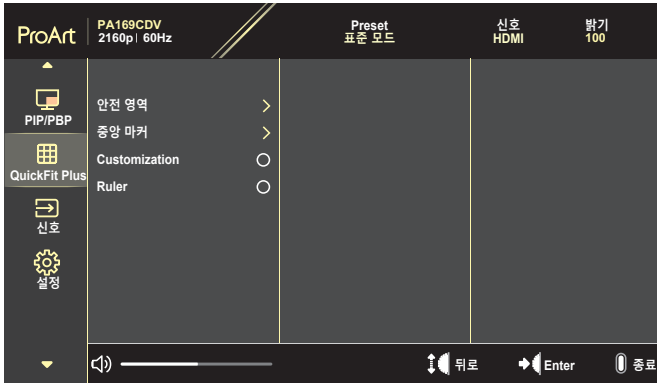 ProArt
PA169CDV
2160p | 60Hz
Preset
표준 모드
신호
HDMI
밝기
100
PIP/PBP
QuickFit Plus
신호
설정
안전 영역
중앙 마커
Customization
Ruler
뒤로
Enter
종료